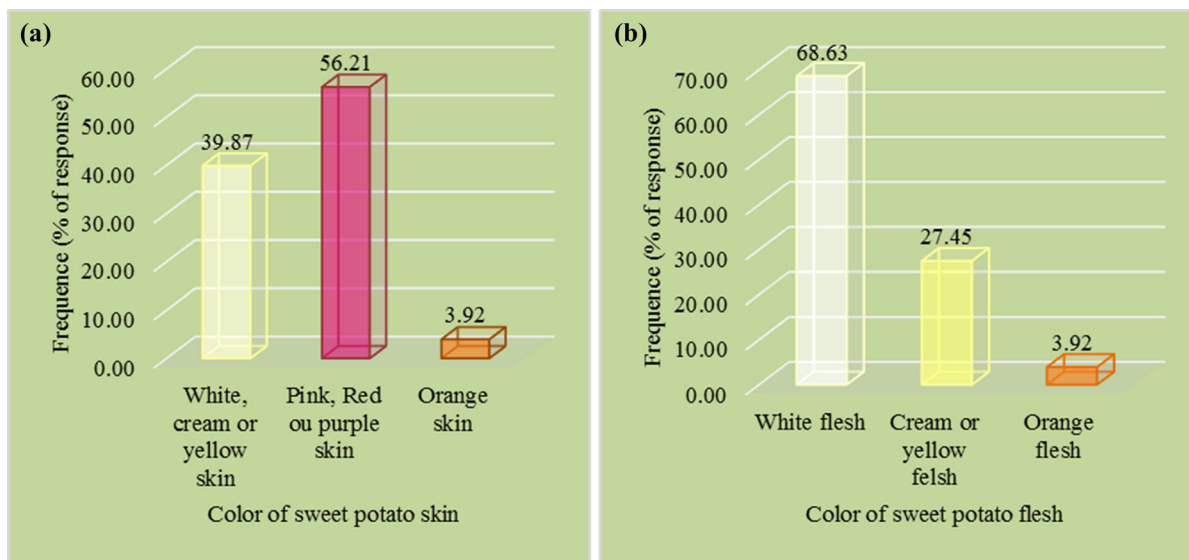 (a)
Frequence (% of response)
60.00
50.00
40.00
30.00
20.00
10.00
0.00
39.87
56.21
3.92
White,
cream or
yellow
skin
Pink, Red
ou purple
skin
Orange
skin
Color of sweet potato skin
(b)
Frequence (% of response)
70.00
60.00
50.00
40.00
30.00
20.00
10.00
0.00
68.63
27.45
3.92
White flesh
Cream or
yellow
felsh
Orange
flesh
Color of sweet potato flesh